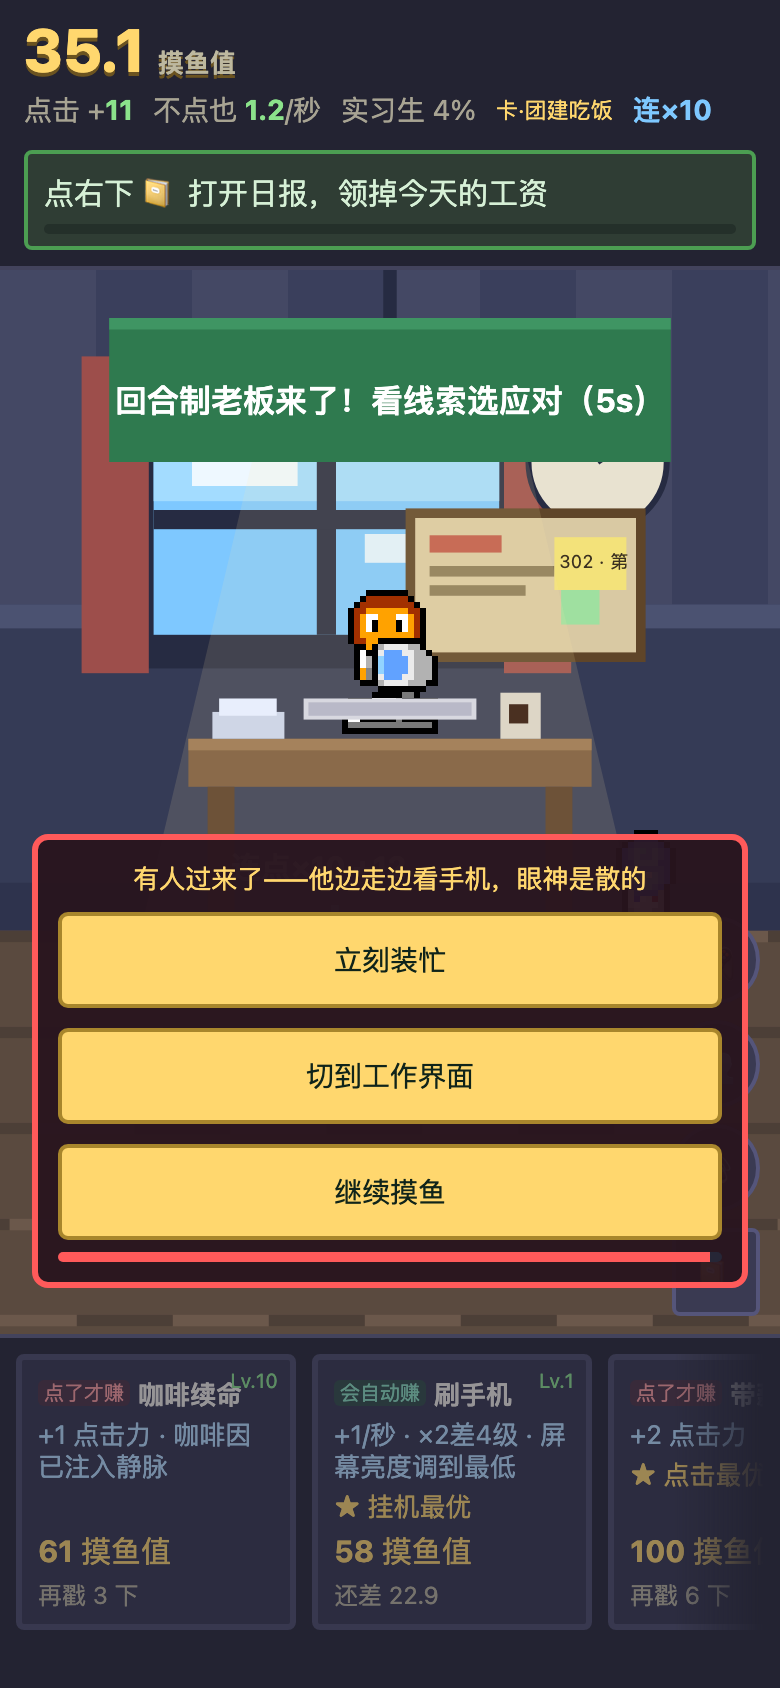 35.1 摸鱼值
点击 +11 不点也 1.2/秒 实习生 4% 卡·团建吃饭 连×10
点右下 打开日报，领掉今天的工资
回合制老板来了！看线索选应对（5s）
302 · 第
有人过来了——他边走边看手机，眼神是散的
立刻装忙
切到工作界面
继续摸鱼
点了才赚 咖啡续命 Lv.10
+1 点击力 · 咖啡因
已注入静脉
61 摸鱼值
再戳 3 下
会自动赚 刷手机 Lv.1
+1/秒 · ×2差4级 · 屏
幕亮度调到最低
★ 挂机最优
58 摸鱼值
还差 22.9
点了才赚 带
+2 点击力
★ 点击最优
100 摸鱼
再戳 6 下